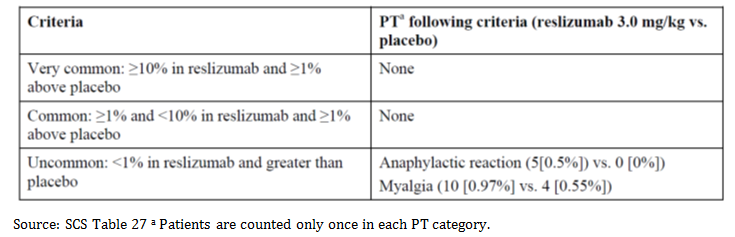 Criteria
PTª following criteria (reslizumab 3.0 mg/kg vs.
placebo)
Very common: ≥10% in reslizumab and ≥1%
above placebo
None
Common: ≥1% and <10% in reslizumab and ≥1%
above placebo
None
Uncommon: <1% in reslizumab and greater than
placebo
Anaphylactic reaction (5[0.5%]) vs. 0 [0%])
Myalgia (10 [0.97%] vs. 4 [0.55%])
Source: SCS Table 27 ª Patients are counted only once in each PT category.